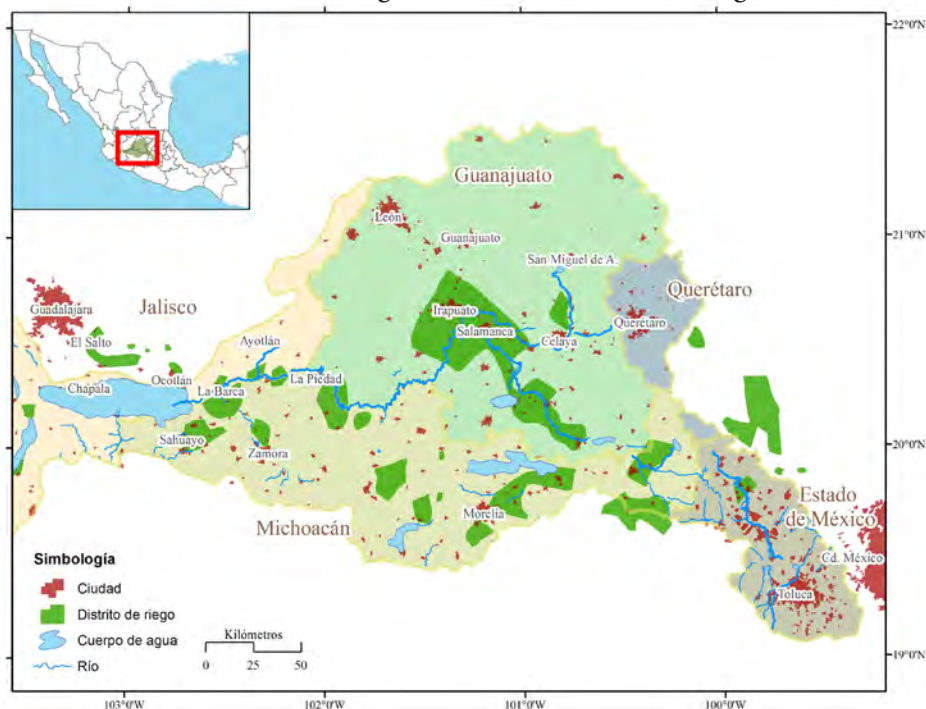 22°0'N
Guanajuato
León
Guanajuato
21°0'N
San Miguel de A.
Querétaro
Jalisco
Guadalajara
Irapuato
Querétaro
El Salto
Salamanca
Celaya
Ayotlán
Chapala
Ocotlán
La Piedad
La Barca
Sahuayo
Zamora
20°0'N
Michoacán
Morelia
Estado
de México
Cd. México
Toluca
Simbología
Ciudad
Distrito de riego
Cuerpo de agua
Río
Kilómetros
0 25 50
19°0'N
103°0'W 102°0'W 101°0'W 100°0'W